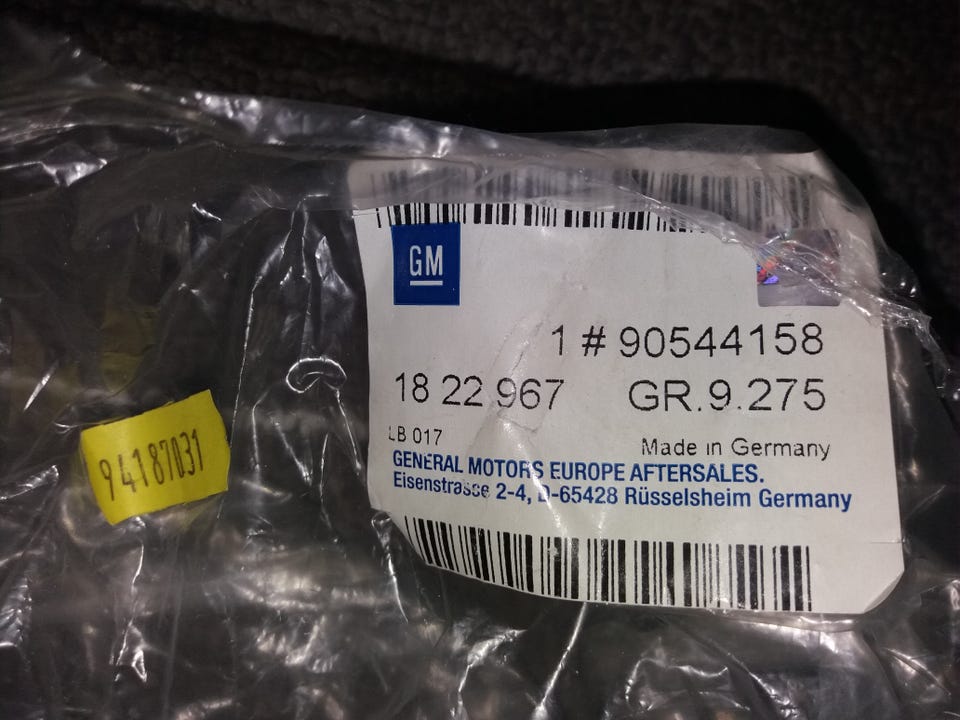 GM
1 # 90544158
18 22 967 GR.9.275
LB 017 Made in Germany
GENERAL MOTORS EUROPE AFTERSALES.
Eisenstrasse 2-4, D-65428 Rüsselsheim Germany
94187031